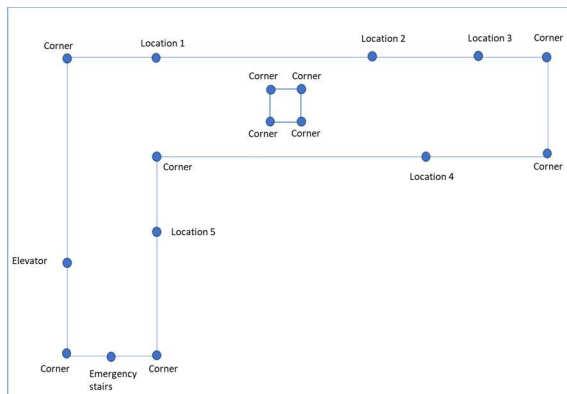 Corner
Location 1
Location 2
Location 3
Corner
Corner
Corner
Corner
Corner
Corner
Location 4
Corner
Location 5
Elevator
Corner
Emergency
stairs
Corner